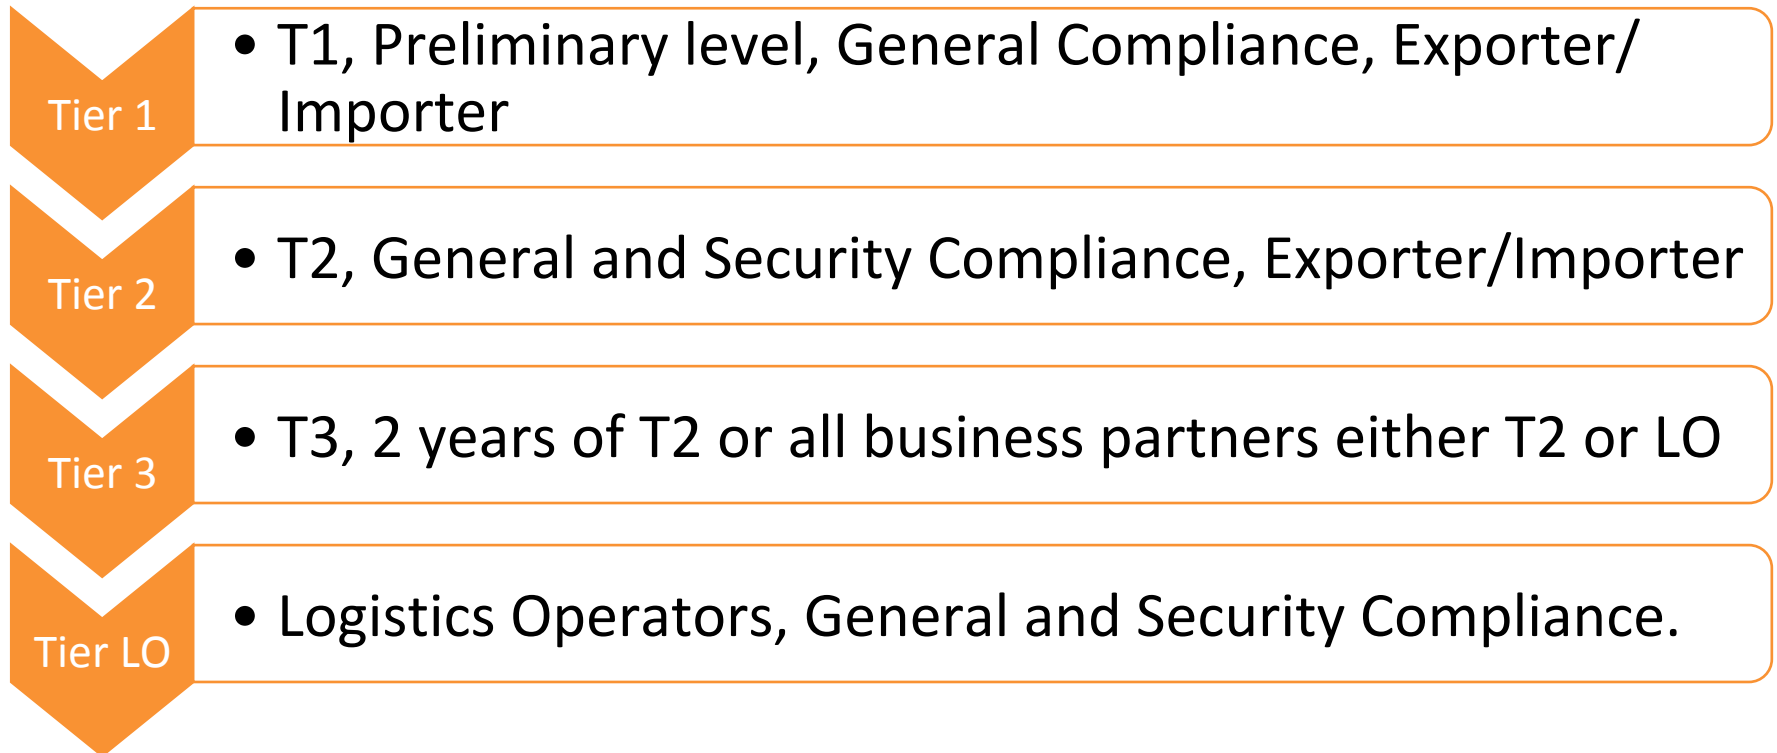 Tier 1
• T1, Preliminary level, General Compliance, Exporter/
Importer
Tier 2
• T2, General and Security Compliance, Exporter/Importer
Tier 3
• T3, 2 years of T2 or all business partners either T2 or LO
Tier LO
• Logistics Operators, General and Security Compliance.